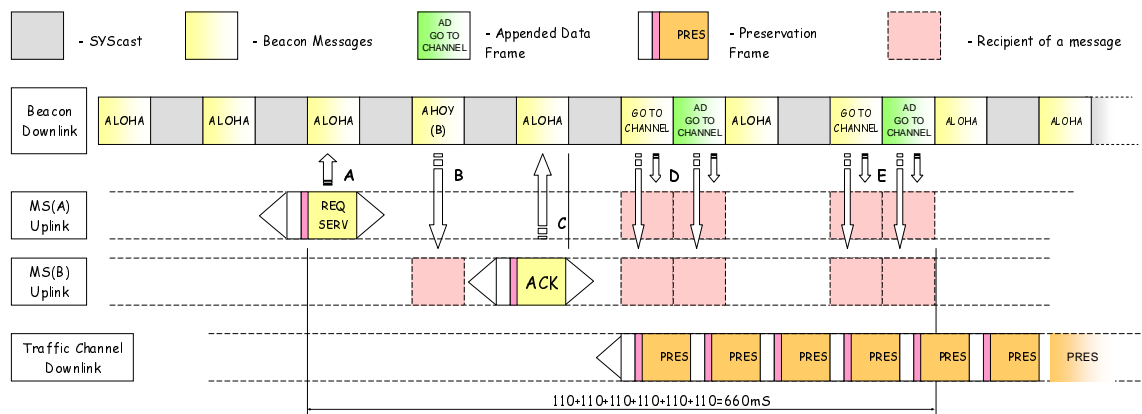 - SYScast
- Beacon Messages
AD
GO TO
CHANNEL
- Appended Data
Frame
PRES
- Preservation
Frame
- Recipient of a message
Beacon
Downlink
ALOHA
ALOHA
ALOHA
AHOY
(B)
ALOHA
GO TO
CHANNEL
AD
GO TO
CHANNEL
ALOHA
GO TO
CHANNEL
AD
GO TO
CHANNEL
ALOHA
ALOHA
A
B
C
D
E
MS(A)
Uplink
REQ
SERV
MS(B)
Uplink
ACK
Traffic Channel
Downlink
PRES
PRES
PRES
PRES
PRES
PRES
PRES
110+110+110+110+110+110=660mS